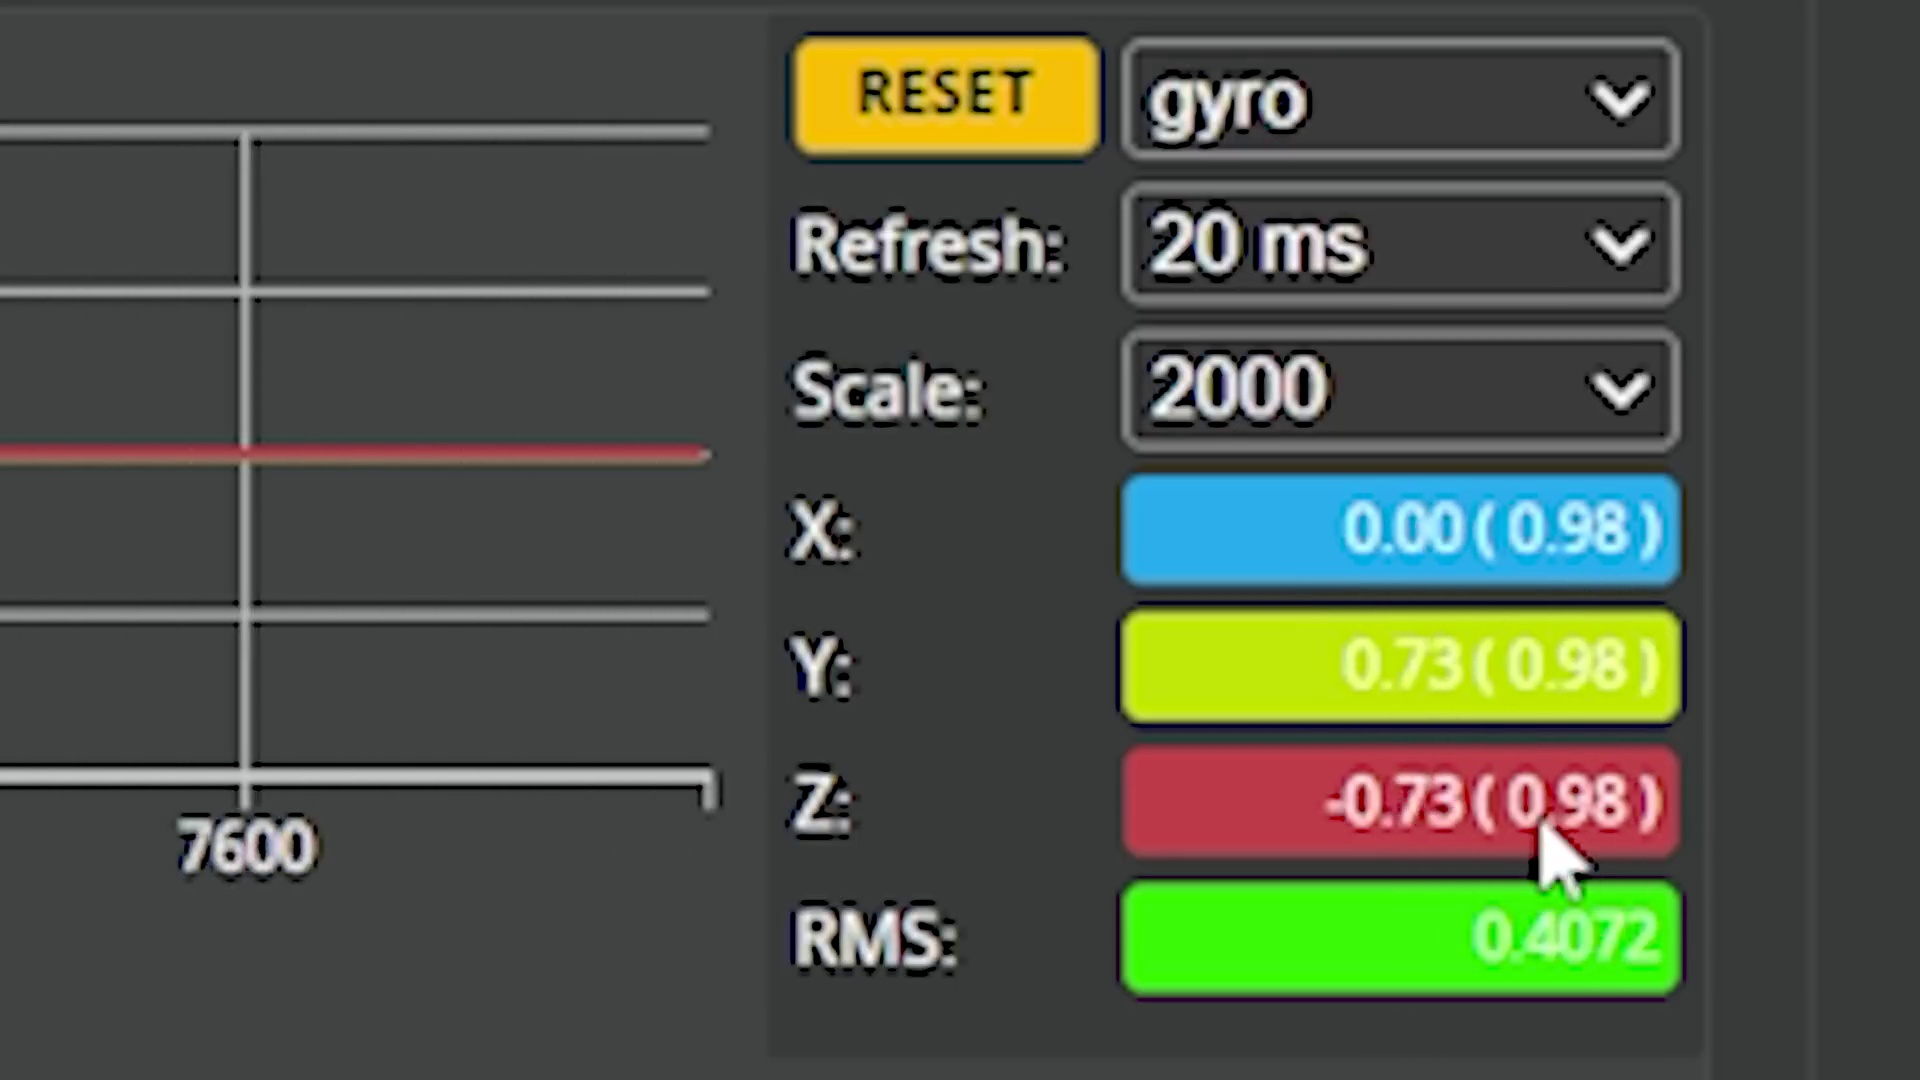 RESET gyro
Refresh: 20 ms
Scale: 2000
X: 0.00 ( 0.98 )
Y: 0.73 ( 0.98 )
Z: -0.73 ( 0.98 )
7600
RMS: 0.4072